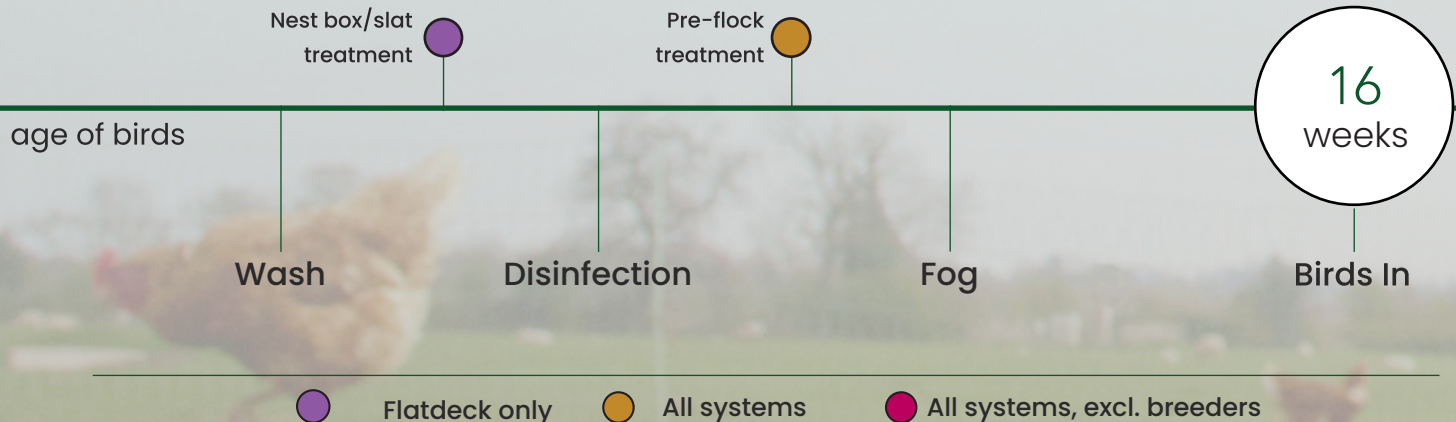 Nest box/slat
treatment
Pre-flock
treatment
16
weeks
age of birds
Wash
Disinfection
Fog
Birds In
Flatdeck only
All systems
All systems, excl. breeders